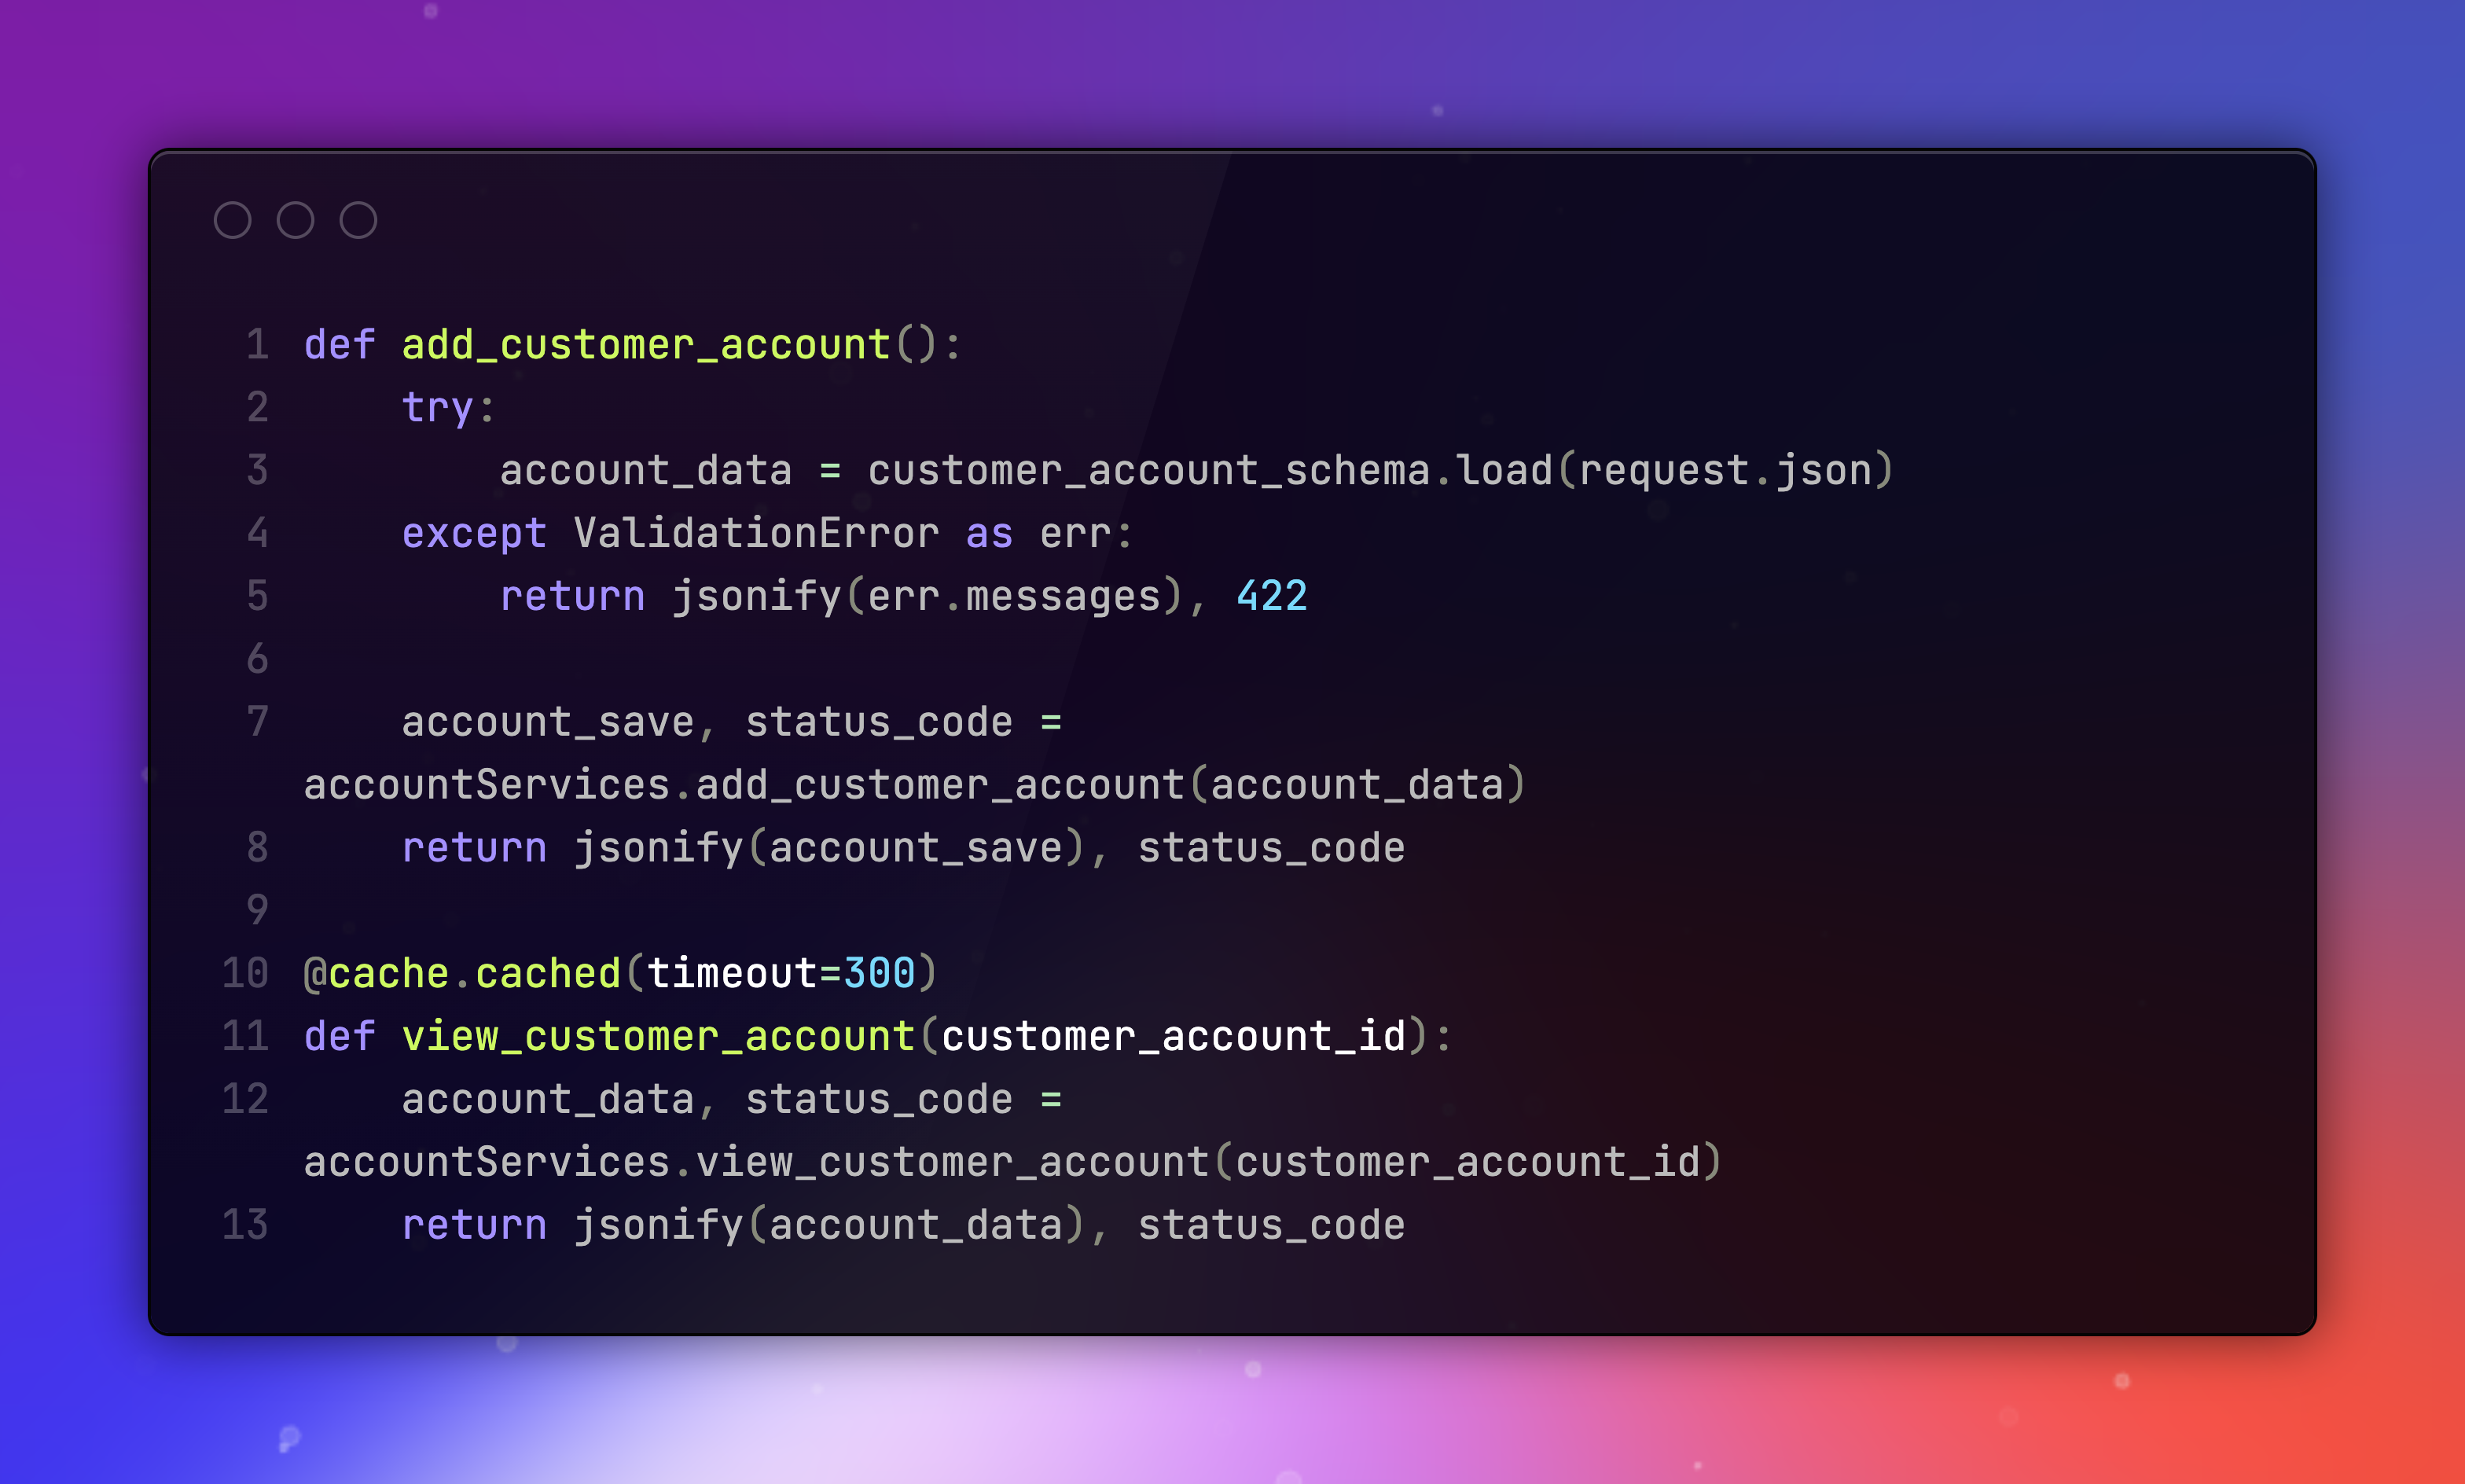 1 def add_customer_account():
2     try:
3         account_data = customer_account_schema.load(request.json)
4     except ValidationError as err:
5         return jsonify(err.messages), 422
6
7     account_save, status_code =
accountServices.add_customer_account(account_data)
8     return jsonify(account_save), status_code
9
10 @cache.cached(timeout=300)
11 def view_customer_account(customer_account_id):
12     account_data, status_code =
accountServices.view_customer_account(customer_account_id)
13     return jsonify(account_data), status_code